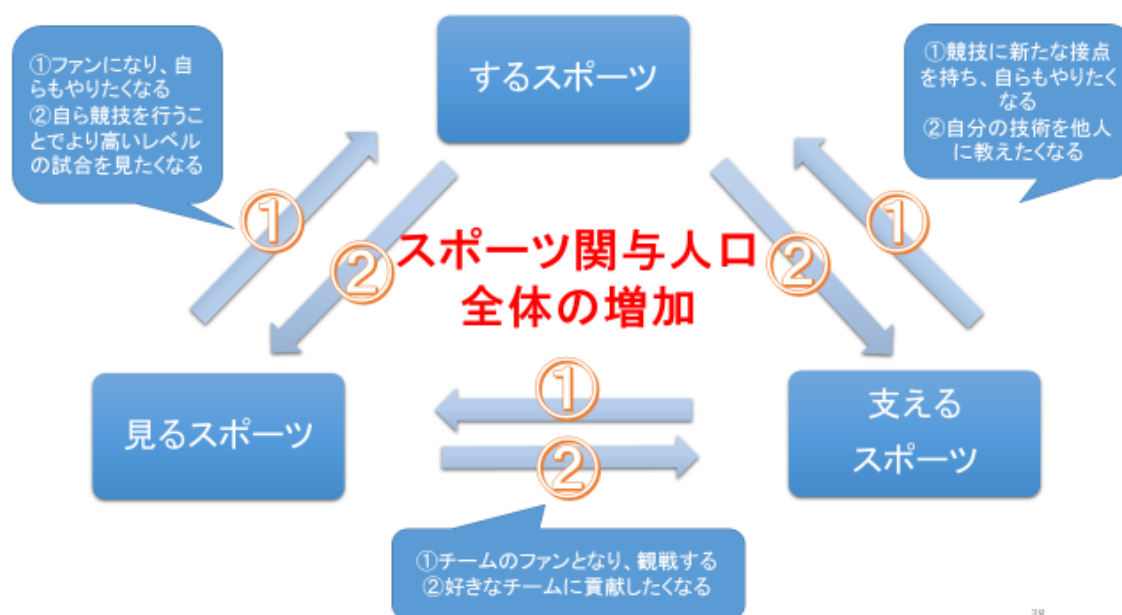 するスポーツ
①ファンになり、自
らもやりたくなる
②自ら競技を行うこ
とでより高いレベル
の試合を見たくなる
①競技に新たな接点
を持ち、自らもやりたく
なる
②自分の技術を他人
に教えたくなる
①
②
①
②
スポーツ関与人口
全体の増加
見るスポーツ
①
②
支える
スポーツ
①チームのファンとなり、観戦する
②好きなチームに貢献したくなる
38